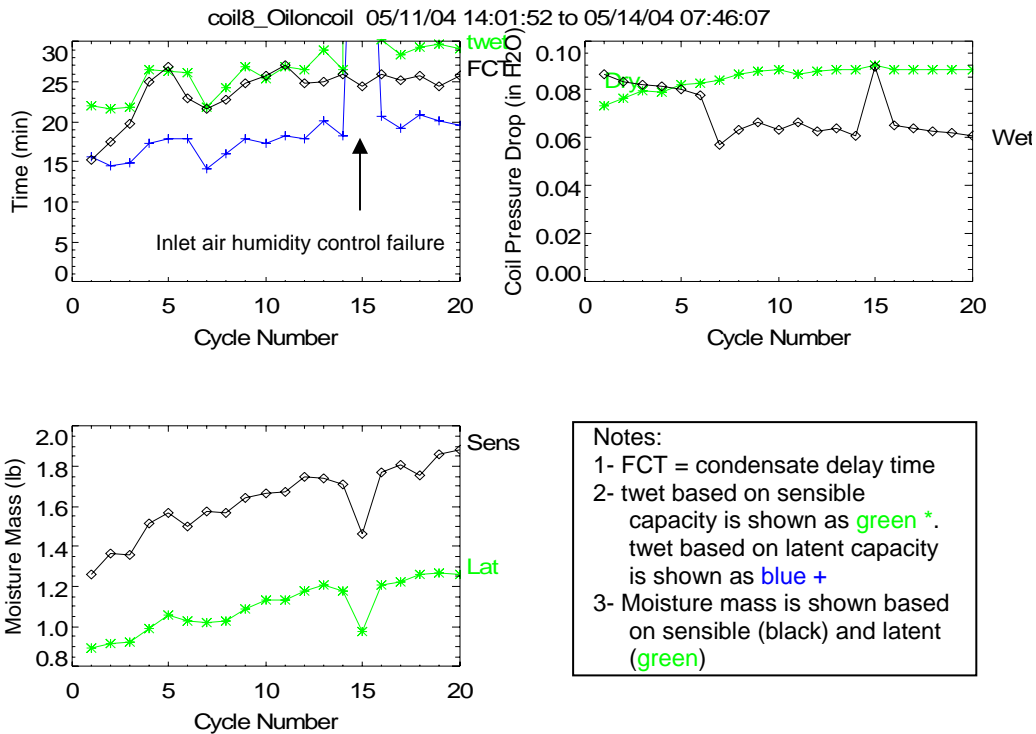 coil8_Oiloncoil 05/11/04 14:01:52 to 05/14/04 07:46:07
30
25
20
15
10
5
0
Time (min)
twet
FCT
Inlet air humidity control failure
0 5 10 15 20
Cycle Number
0.10
0.08
0.06
0.04
0.02
0.00
Coil Pressure Drop (in H2O)
Dry
Wet
0 5 10 15 20
Cycle Number
2.0
1.8
1.6
1.4
1.2
1.0
0.8
Moisture Mass (lb)
Sens
Lat
0 5 10 15 20
Cycle Number
Notes:
1- FCT = condensate delay time
2- twet based on sensible
capacity is shown as green *.
twet based on latent capacity
is shown as blue +
3- Moisture mass is shown based
on sensible (black) and latent
(green)